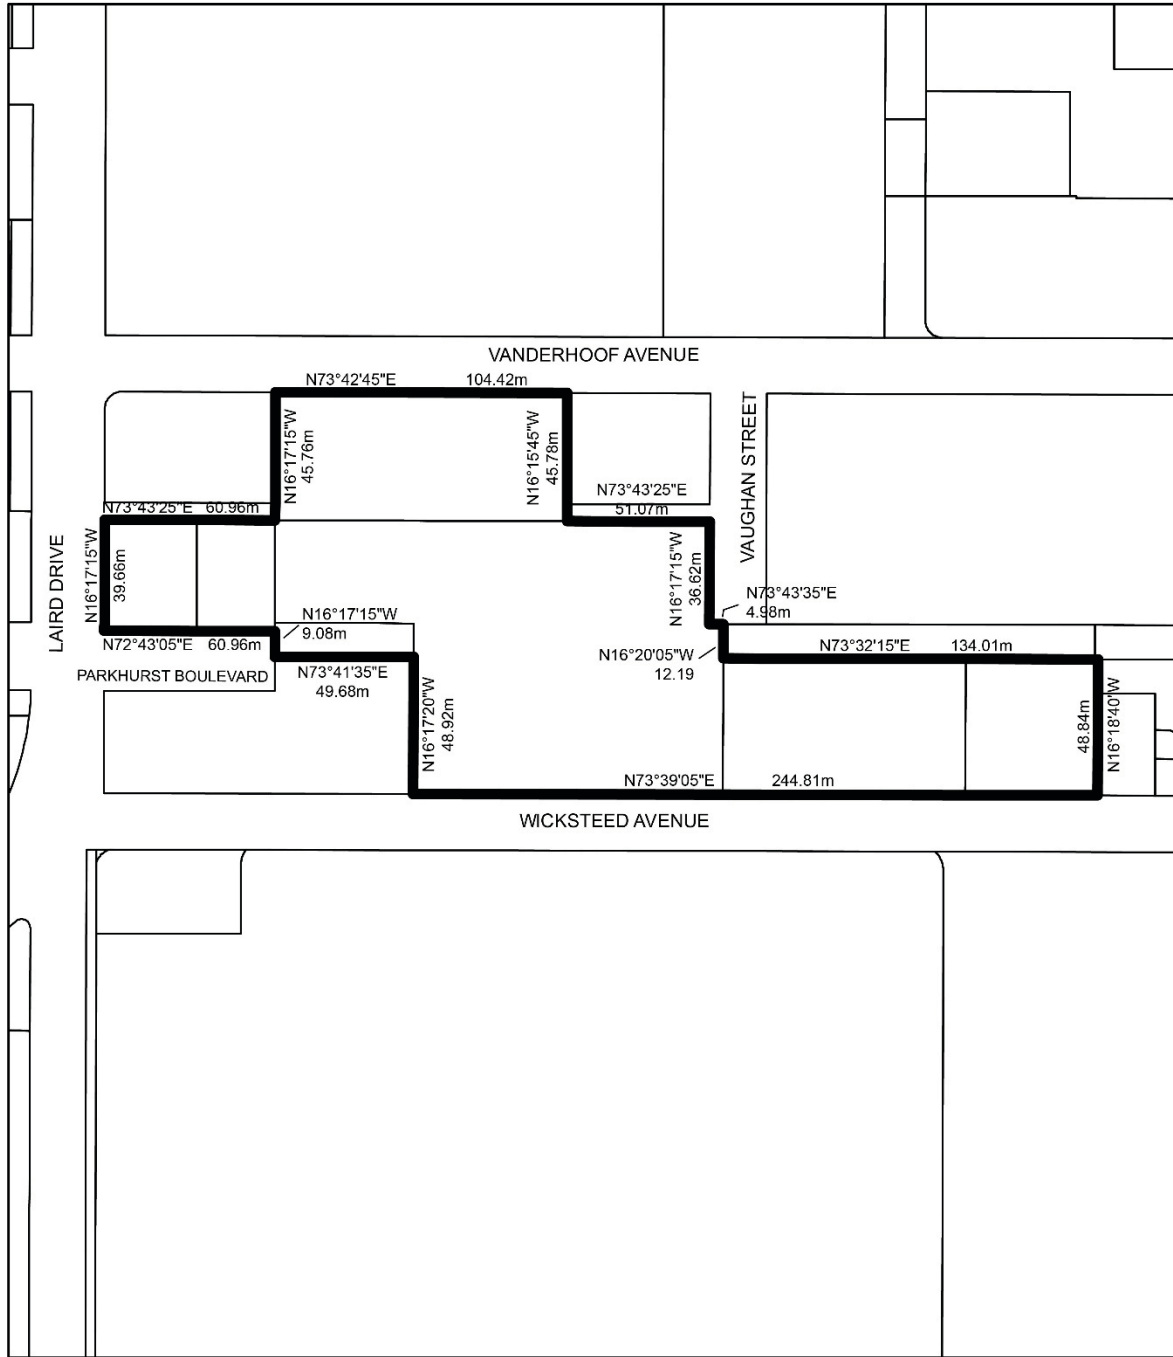 VANDERHOOF AVENUE
N73°42'45"E 104.42m
N16°17'15"W
45.76m
N16°15'45"W
45.78m
VAUGHAN STREET
N73°43'25"E
51.07m
N73°43'25"E 60.96m
LAIRD DRIVE
N16°17'15"W
39.66m
N16°17'15"W
36.62m
N73°43'35"E
4.98m
N16°17'15"W
9.08m
N72°43'05"E 60.96m
N16°20'05"W
12.19
N73°32'15"E 134.01m
PARKHURST BOULEVARD
N73°41'35"E
49.68m
N16°17'20"W
48.92m
48.84m
N16°18'40"W
N73°39'05"E 244.81m
WICKSTEED AVENUE